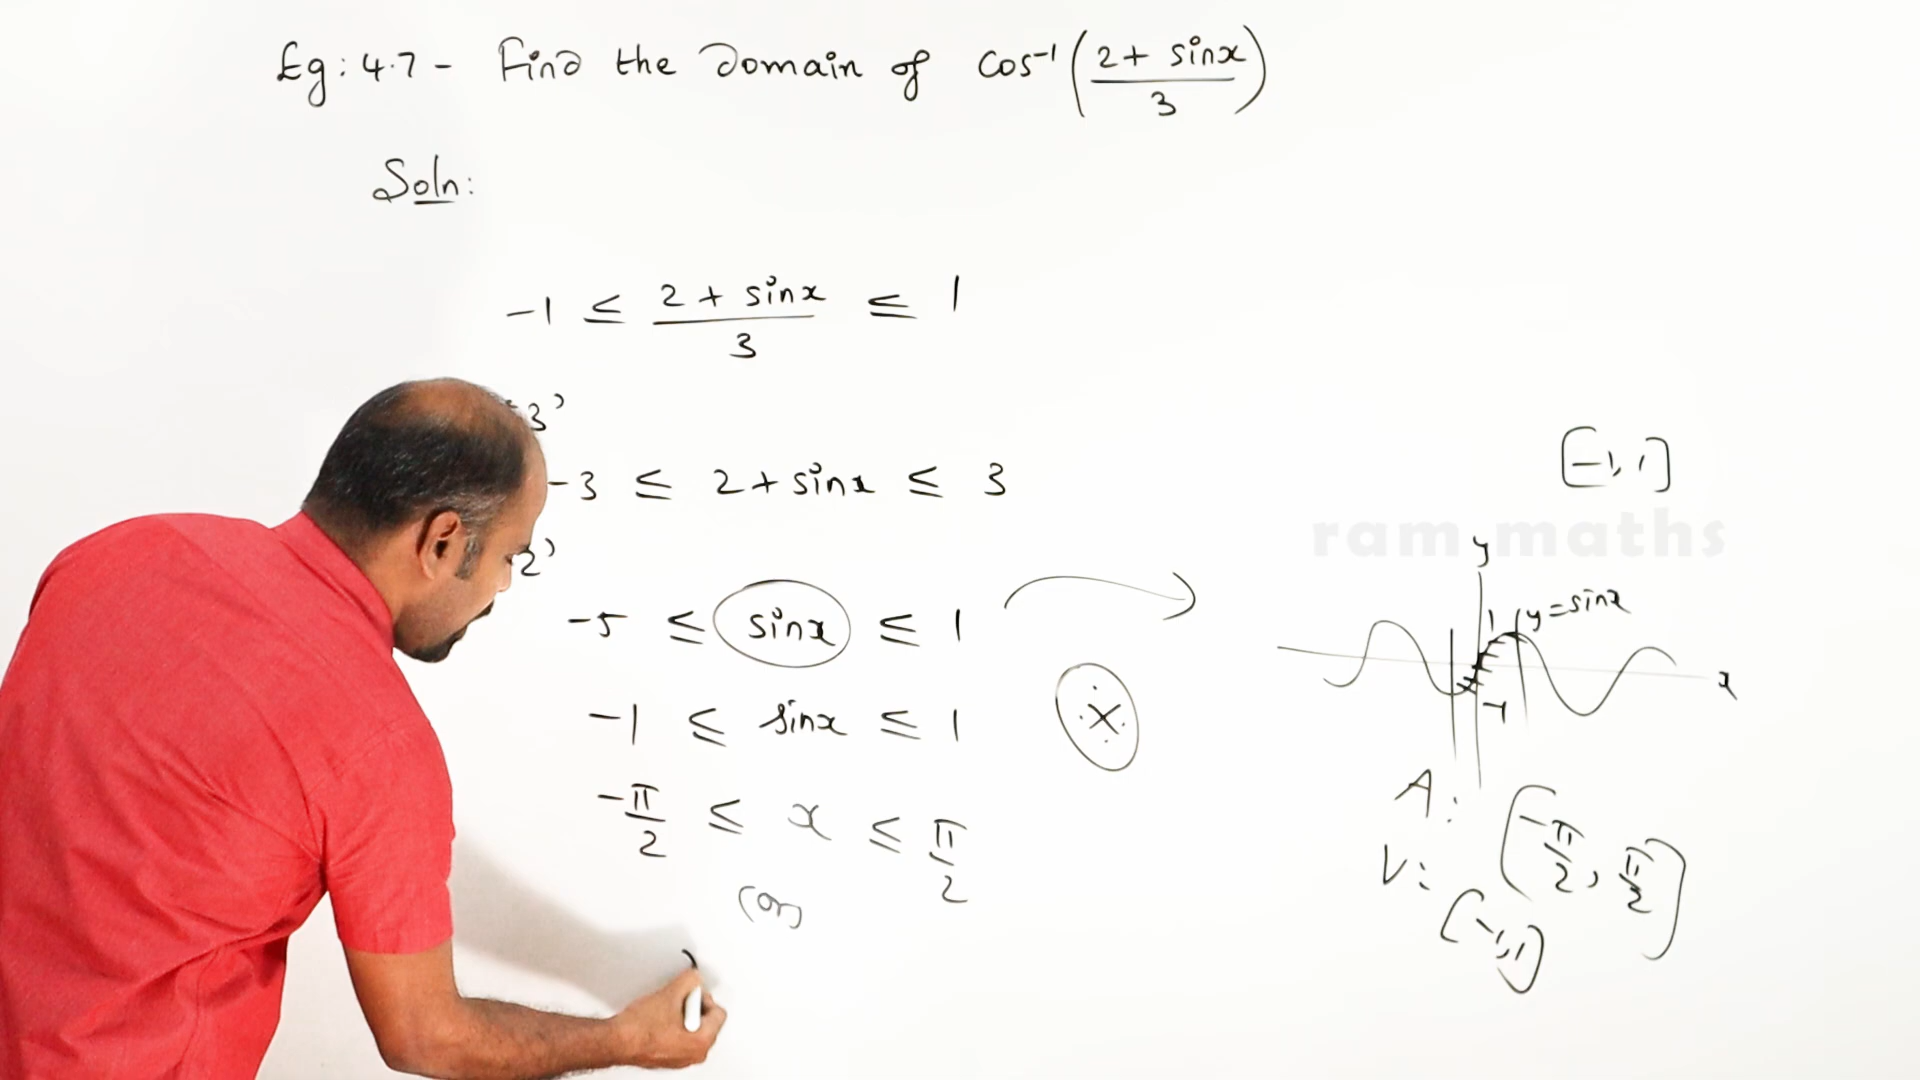 Eg: 4.7 - Find the Domain of cos⁻¹(2 + sinx / 3)
Soln:
-1 ≤ 2 + sinx / 3 ≤ 1
3’
-3 ≤ 2 + sinx ≤ 3
2’
-5 ≤ sinx ≤ 1
-1 ≤ sinx ≤ 1
-π/2 ≤ x ≤ π/2
(or)
[-1, 1]
ram maths
y
1
y = sinx
x
-1
A: [-π/2, π/2]
V: [-1, 1]